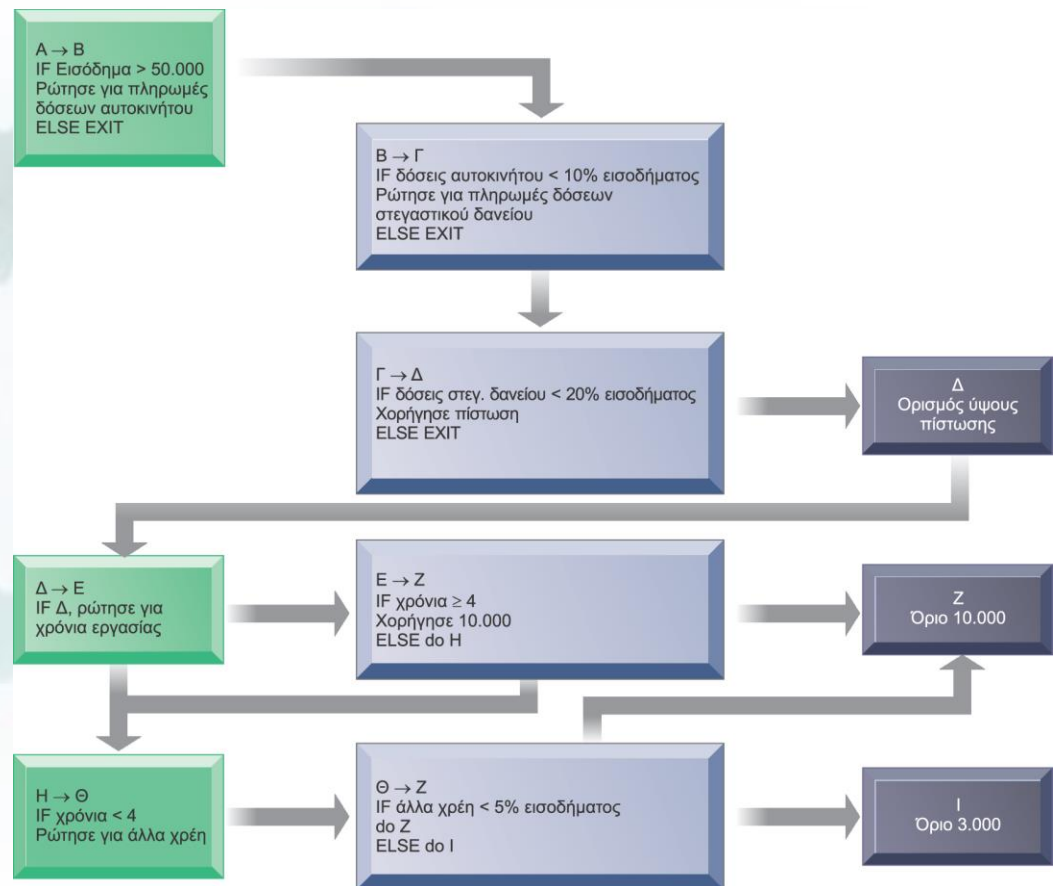 Α → Β
IF Εισόδημα > 50.000
Ρώτησε για πληρωμές
δόσεων αυτοκινήτου
ELSE EXIT
Β → Γ
IF δόσεις αυτοκινήτου < 10% εισοδήματος
Ρώτησε για πληρωμές δόσεων
στεγαστικού δανείου
ELSE EXIT
Γ → Δ
IF δόσεις στεγ. δανείου < 20% εισοδήματος
Χορήγησε πίστωση
ELSE EXIT
Δ
Ορισμός ύψους
πίστωσης
Δ → Ε
IF Δ, ρώτησε για
χρόνια εργασίας
Ε → Ζ
IF χρόνια ≥ 4
Χορήγησε 10.000
ELSE do Η
Ζ
Όριο 10.000
Η → Θ
IF χρόνια < 4
Ρώτησε για άλλα χρέη
Θ → Ζ
IF άλλα χρέη < 5% εισοδήματος
do Ζ
ELSE do Ι
Ι
Όριο 3.000